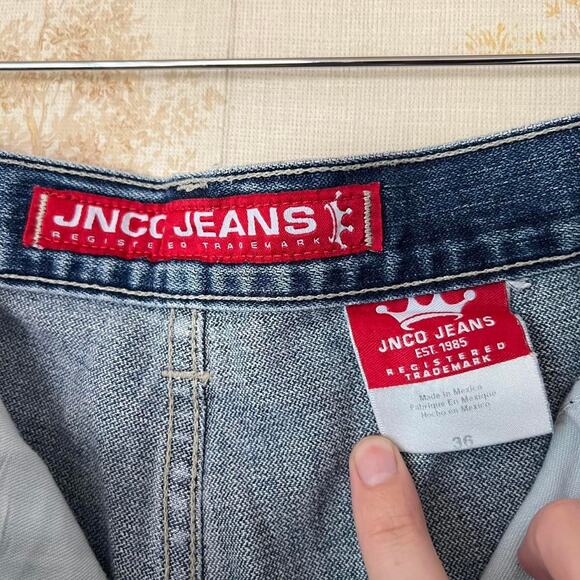 JNCO JEANS
REGISTERED TRADEMARK
JNCO JEANS
EST. 1985
REGISTERED
TRADEMARK
Made in Mexico
Fabriqué En Mexique
Hecho en Mexico
36